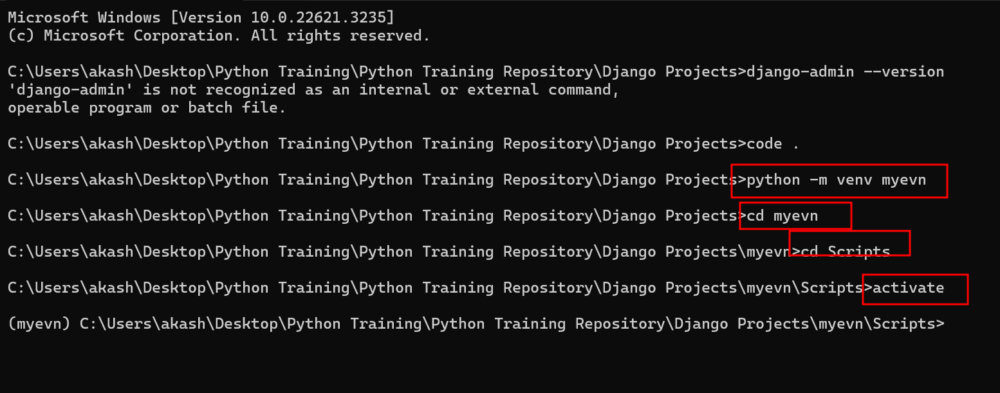 Microsoft Windows [Version 10.0.22621.3235]
(c) Microsoft Corporation. All rights reserved.
C:\Users\akash\Desktop\Python Training\Python Training Repository\Django Projects>django-admin --version
'django-admin' is not recognized as an internal or external command,
operable program or batch file.
C:\Users\akash\Desktop\Python Training\Python Training Repository\Django Projects>code .
C:\Users\akash\Desktop\Python Training\Python Training Repository\Django Projects>python -m venv myevn
C:\Users\akash\Desktop\Python Training\Python Training Repository\Django Projects>cd myevn
C:\Users\akash\Desktop\Python Training\Python Training Repository\Django Projects\myevn>cd Scripts
C:\Users\akash\Desktop\Python Training\Python Training Repository\Django Projects\myevn\Scripts>activate
(myevn) C:\Users\akash\Desktop\Python Training\Python Training Repository\Django Projects\myevn\Scripts>